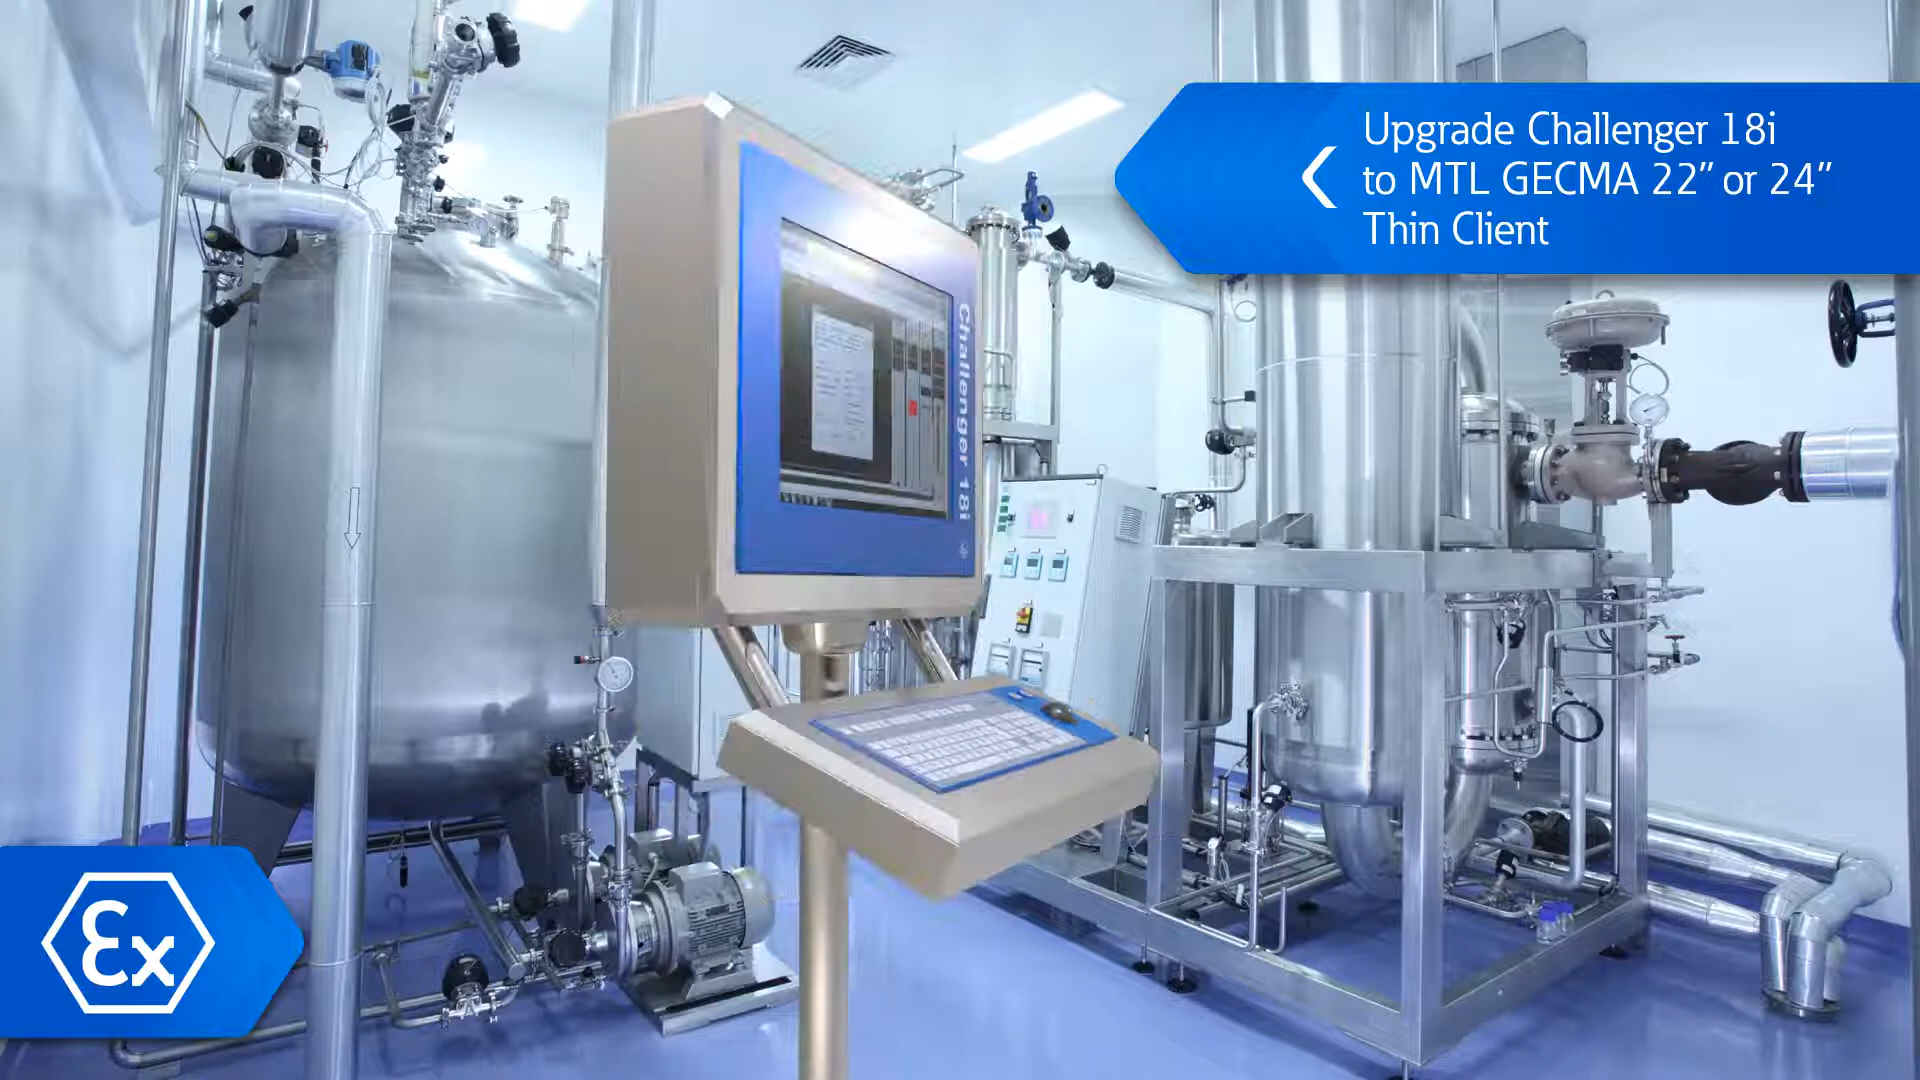 Upgrade Challenger 18i
to MTL GECMA 22” or 24”
Thin Client
Challenger 18i
Ex